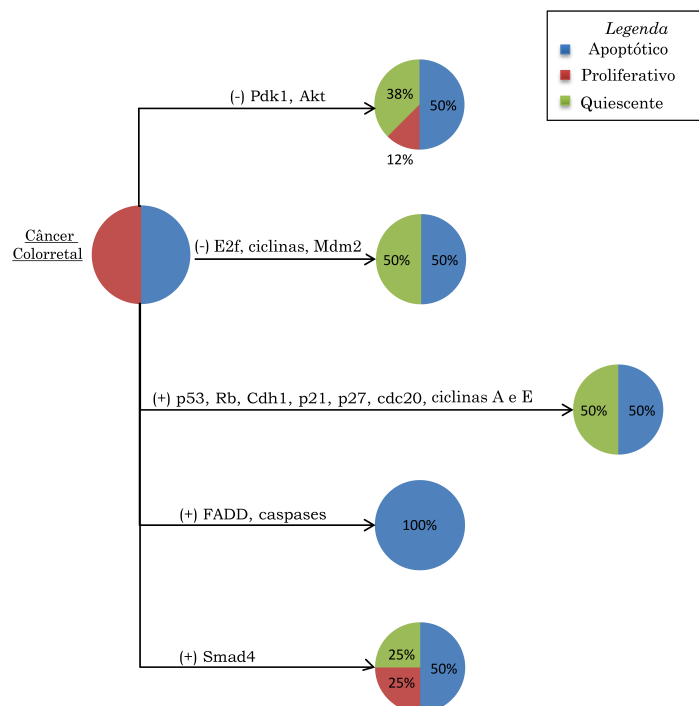 Legenda
Apoptótico
Proliferativo
Quiescente
(-) Pdk1, Akt
38%
50%
12%
Câncer
Colorretal
(-) E2f, ciclinas, Mdm2
50%
50%
(+) p53, Rb, Cdh1, p21, p27, cdc20, ciclinas A e E
50%
50%
(+) FADD, caspases
100%
(+) Smad4
25%
50%
25%